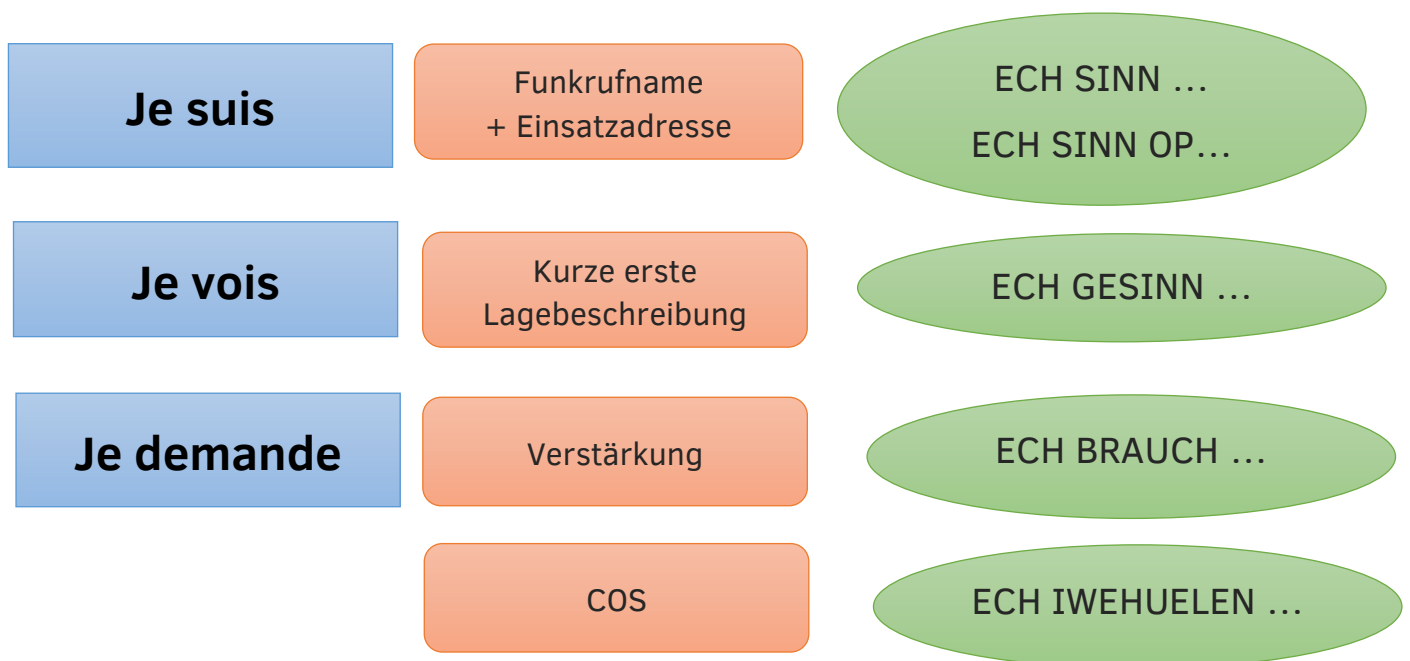 Je suis
Funkrufname
+ Einsatzadresse
ECH SINN …
ECH SINN OP…
Je vois
Kurze erste
Lagebeschreibung
ECH GESINN …
Je demande
Verstärkung
ECH BRAUCH …
COS
ECH IWEHUELEN …